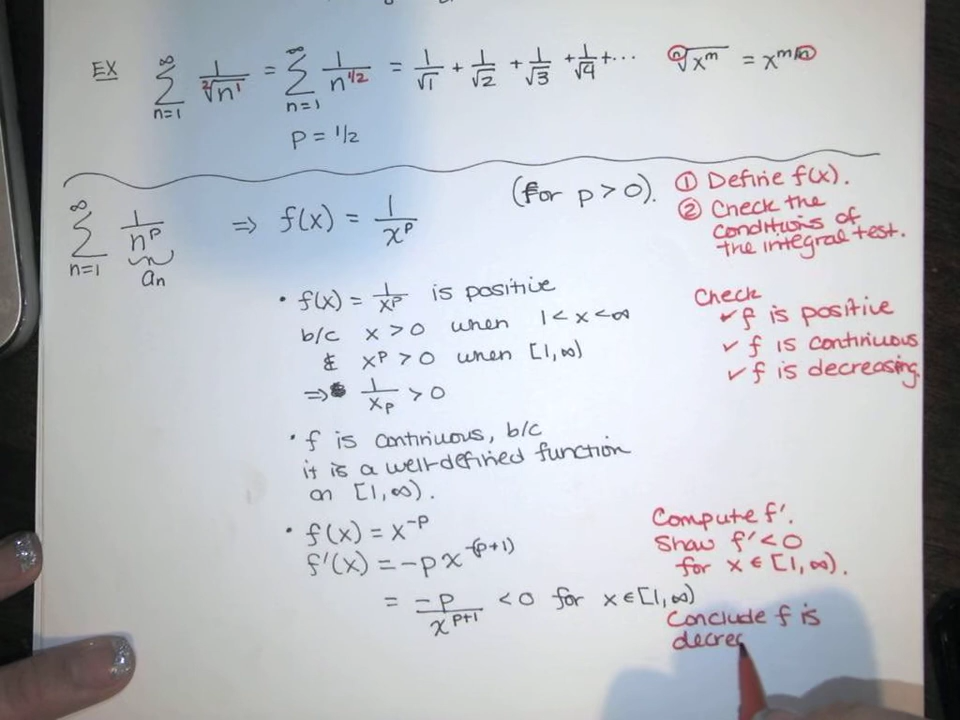 EX ∞∑n=1 1/²√n¹ = ∞∑n=1 1/n^1/2 = 1/√1 + 1/√2 + 1/√3 + 1/√4 + ... ⁿ√x^m = x^m/n
p = 1/2
∞∑n=1 1/n^p ⇒ f(x) = 1/x^p (for p > 0).
an
① Define f(x).
② Check the
conditions of
the integral test.
• f(x) = 1/x^p is positive
b/c x > 0 when 1 < x < ∞
& x^p > 0 when [1, ∞)
⇒ 1/xp > 0
Check
✓ f is positive
✓ f is continuous
✓ f is decreasing.
• f is continuous, b/c
it is a well-defined function
on [1, ∞).
• f(x) = x^-p
f'(x) = -p x^-(p+1)
= -p/x^p+1 < 0 for x ∈ [1, ∞)
Compute f'.
Show f' < 0
for x ∈ [1, ∞).
Conclude f is
decrea